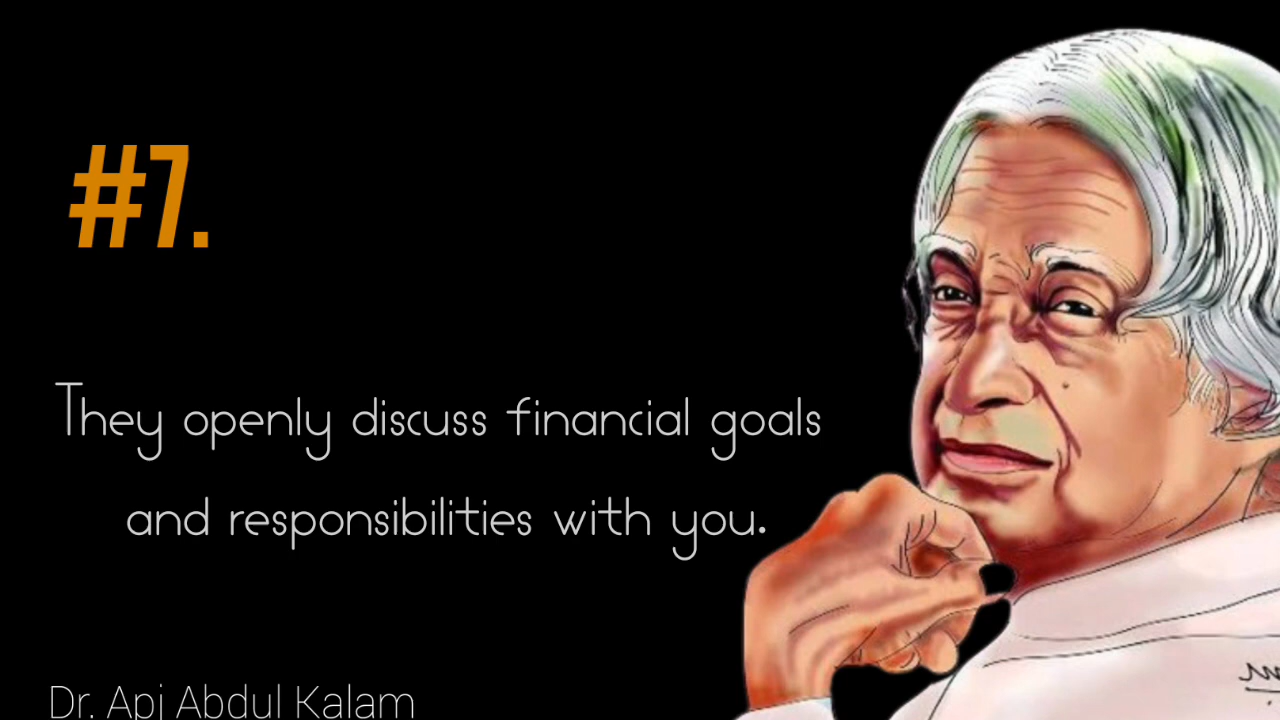 #7.
They openly discuss financial goals
and responsibilities with you.
Dr. Apj Abdul Kalam